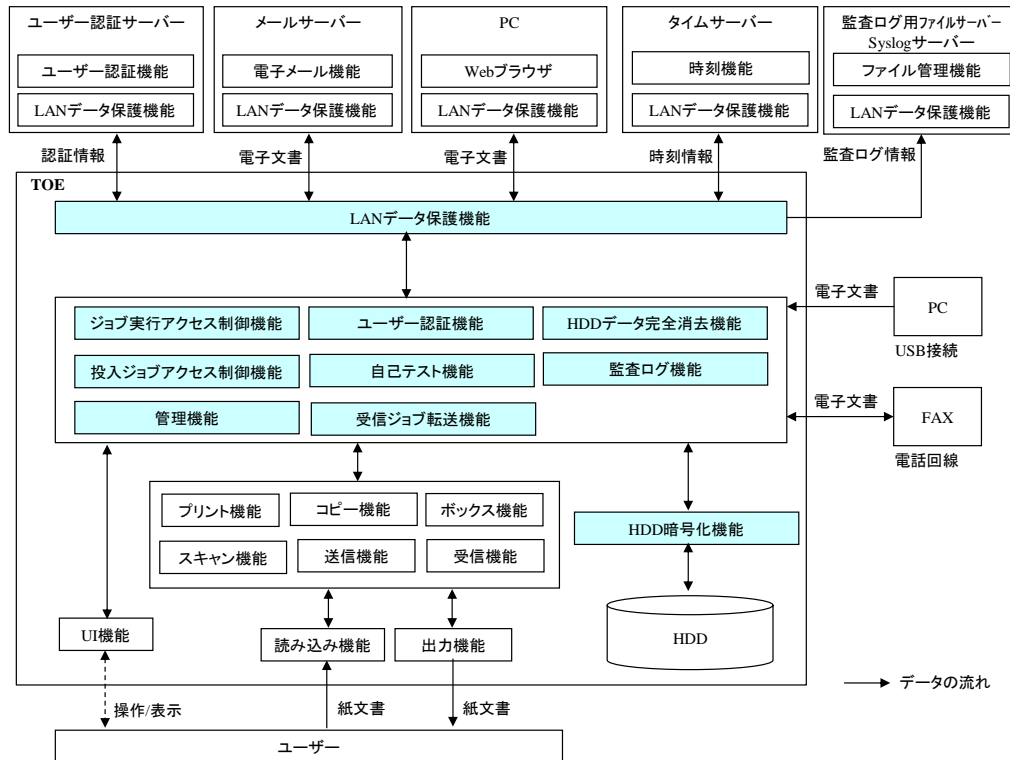 ユーザー認証サーバー
ユーザー認証機能
LANデータ保護機能
メールサーバー
電子メール機能
LANデータ保護機能
PC
Webブラウザ
LANデータ保護機能
タイムサーバー
時刻機能
LANデータ保護機能
監査ログ用ファイルサーバー
Syslogサーバー
ファイル管理機能
LANデータ保護機能
認証情報
電子文書
電子文書
時刻情報
監査ログ情報
TOE
LANデータ保護機能
ジョブ実行アクセス制御機能
ユーザー認証機能
HDDデータ完全消去機能
投入ジョブアクセス制御機能
自己テスト機能
監査ログ機能
管理機能
受信ジョブ転送機能
電子文書
PC
USB接続
電子文書
FAX
電話回線
プリント機能
コピー機能
ボックス機能
スキャン機能
送信機能
受信機能
HDD暗号化機能
UI機能
読み込み機能
出力機能
HDD
データの流れ
操作/表示
紙文書
紙文書
ユーザー